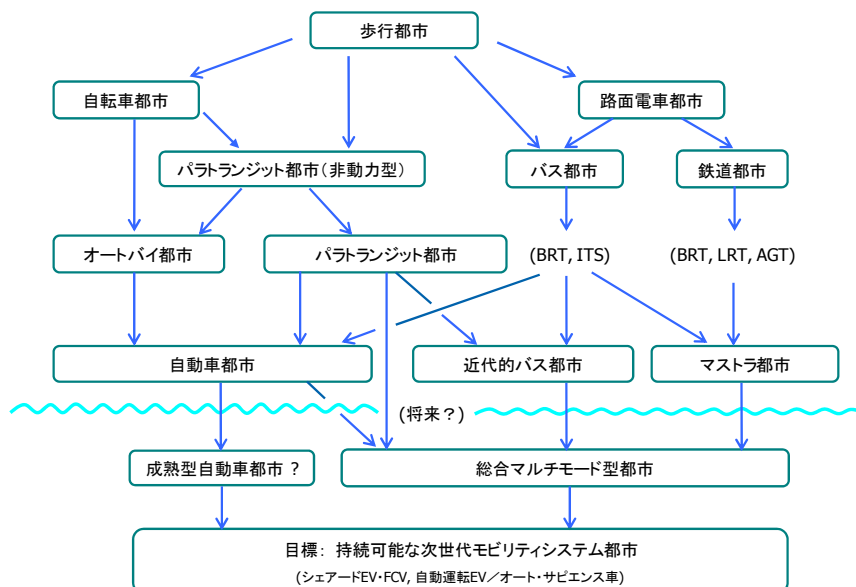 歩行都市
自転車都市
路面電車都市
パラトランジット都市（非動力型）
バス都市
鉄道都市
オートバイ都市
パラトランジット都市
(BRT, ITS)
(BRT, LRT, AGT)
自動車都市
近代的バス都市
マストラ都市
(将来？)
成熟型自動車都市 ？
総合マルチモード型都市
目標： 持続可能な次世代モビリティシステム都市
(シェアードEV・FCV, 自動運転EV／オート・サピエンス車)